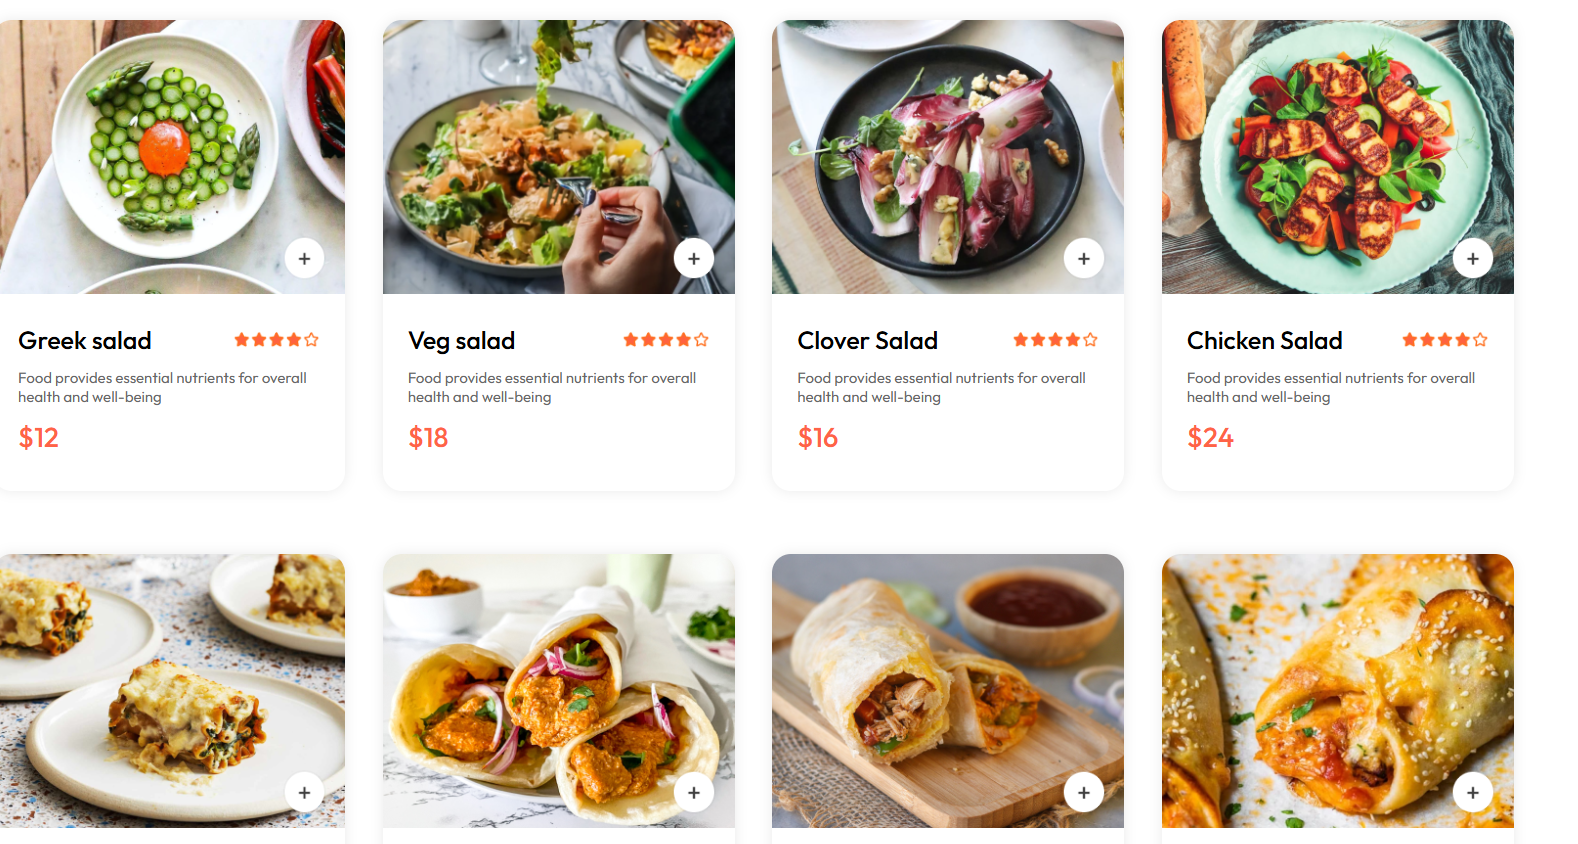 Greek salad
Food provides essential nutrients for overall
health and well-being
$12
Veg salad
Food provides essential nutrients for overall
health and well-being
$18
Clover Salad
Food provides essential nutrients for overall
health and well-being
$16
Chicken Salad
Food provides essential nutrients for overall
health and well-being
$24